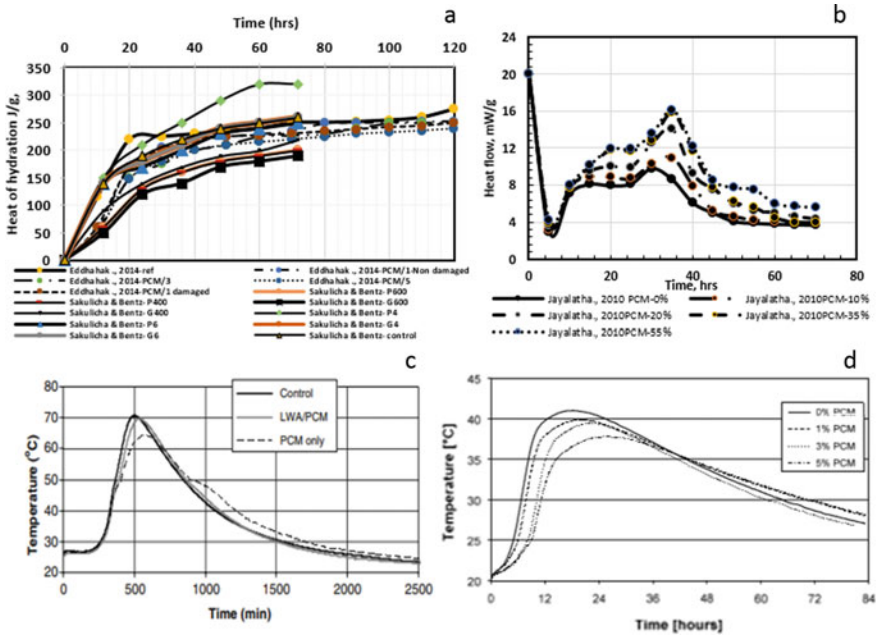 a
Time (hrs)
0 20 40 60 80 100 120
Heat of hydration J/g,
350
300
250
200
150
100
50
0
Eddhahak ., 2014-ref
Eddhahak ., 2014-PCM/1-Non damaged
Eddhahak ., 2014-PCM/3
Eddhahak ., 2014-PCM/5
Eddhahak ., 2014-PCM/1 damaged
Sakulicha & Bentz- P600
Sakulicha & Bentz- P400
Sakulicha & Bentz- G600
Sakulicha & Bentz- G400
Sakulicha & Bentz- P4
Sakulicha & Bentz- P6
Sakulicha & Bentz- G4
Sakulicha & Bentz- G6
Sakulicha & Bentz- control
b
Heat flow, mW/g
24
20
16
12
8
4
0
0 20 40 60 80
Time, hrs
Jayalatha., 2010 PCM-0%
Jayalatha., 2010PCM-10%
Jayalatha., 2010PCM-20%
Jayalatha., 2010PCM-35%
Jayalatha., 2010PCM-55%
c
Temperature (°C)
80
70
60
50
40
30
20
Control
LWA/PCM
PCM only
0 500 1000 1500 2000 2500
Time (min)
d
Temperature [°C]
45
40
35
30
25
20
0% PCM
1% PCM
3% PCM
5% PCM
0 12 24 36 48 60 72 84
Time [hours]